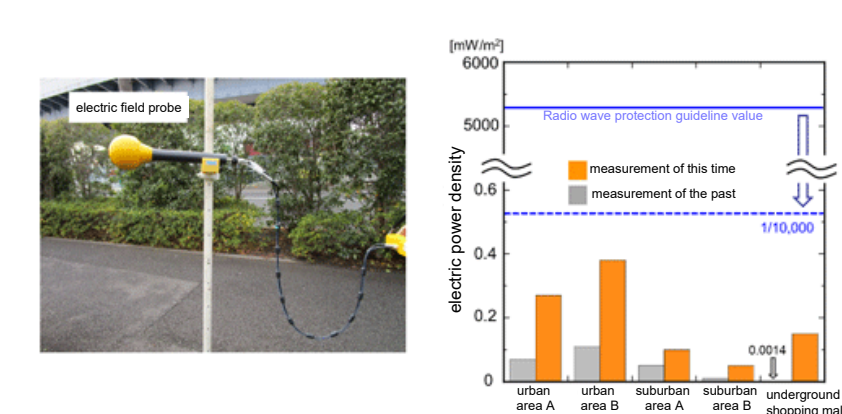 electric field probe
[mW/m²]
6000
5000
Radio wave protection guideline value
measurement of this time
measurement of the past
0.6
1/10,000
0.4
0.2
0.0014
0
electric power density
urban
area A
urban
area B
suburban
area A
suburban
area B
underground
shopping mal